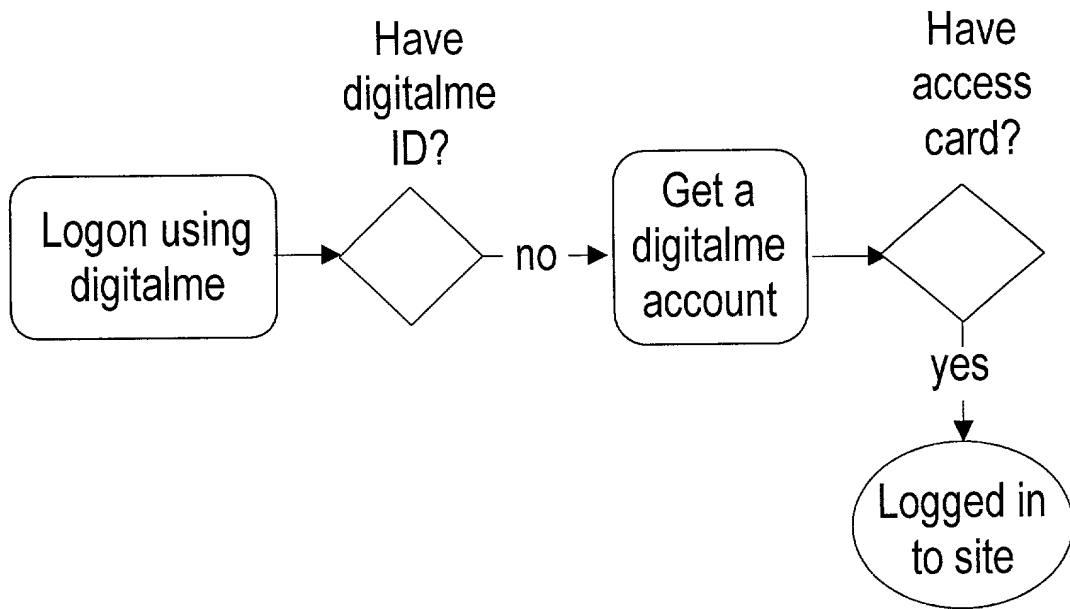 Have
digitalme
ID?
Have
access
card?
Logon using
digitalme
no
Get a
digitalme
account
yes
Logged in
to site